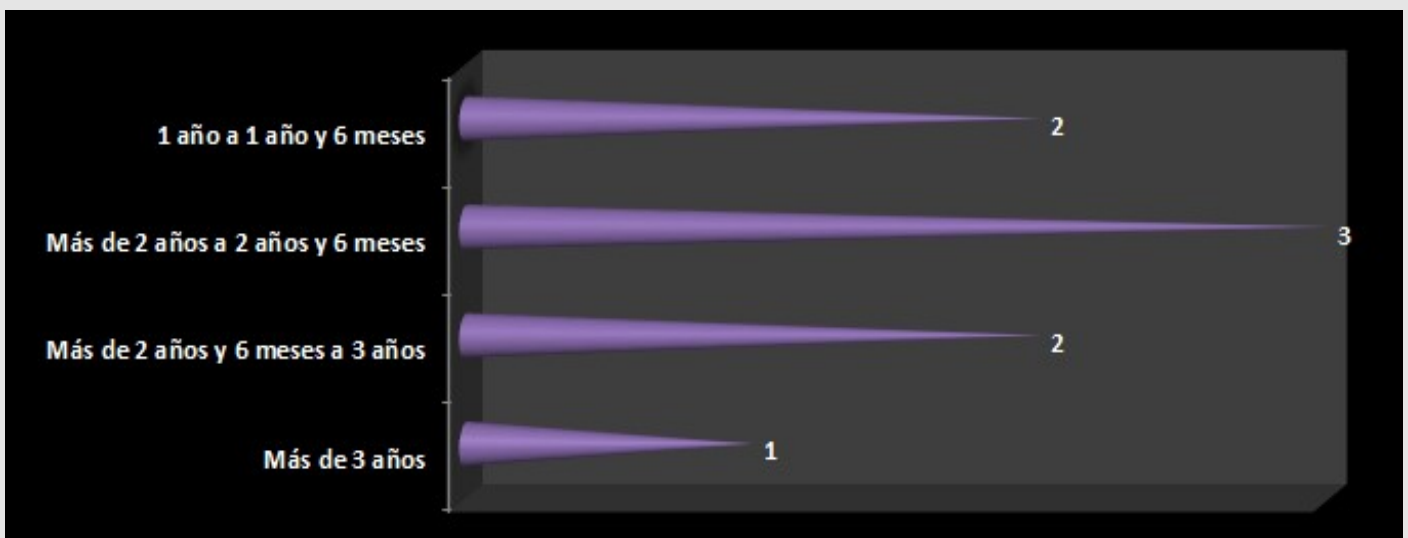 1 año a 1 año y 6 meses
2
Más de 2 años a 2 años y 6 meses
3
Más de 2 años y 6 meses a 3 años
2
Más de 3 años
1